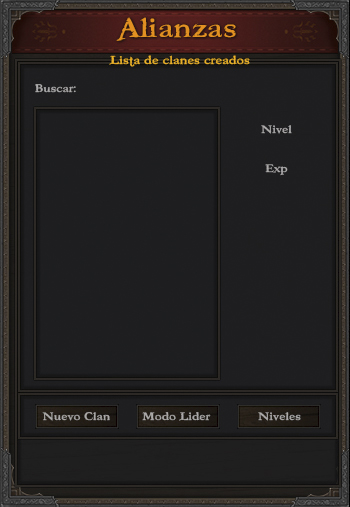 Alianzas
Lista de clanes creados
Buscar:
Nivel
Exp
Nuevo Clan
Modo Lider
Niveles